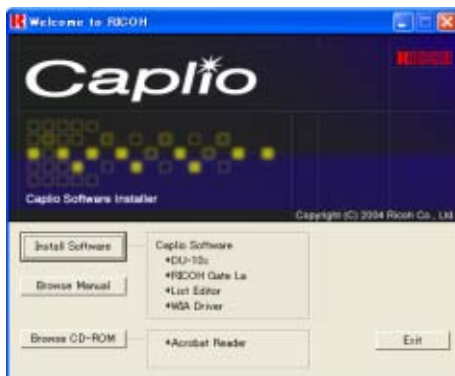 Welcome to RICOH
Caplio
RICOH
Caplio Software Installer
Copyright (C) 2004 Ricoh Co., Ltd
Install Software
Browse Manual
Browse CD-ROM
Caplio Software
*DU-10x
*RICOH Gate La
*List Editor
*WIA Driver
*Acrobat Reader
Exit